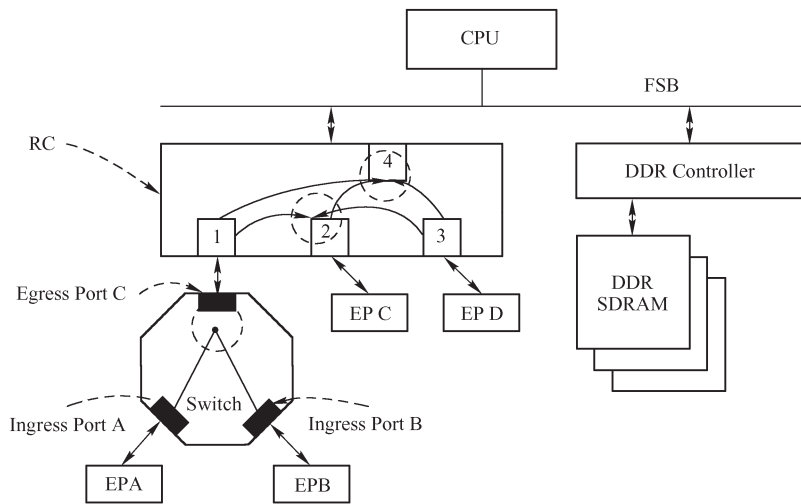 CPU
FSB
RC
4
DDR Controller
1
2
3
Egress Port C
EP C
EP D
DDR
SDRAM
Switch
Ingress Port A
Ingress Port B
EPA
EPB